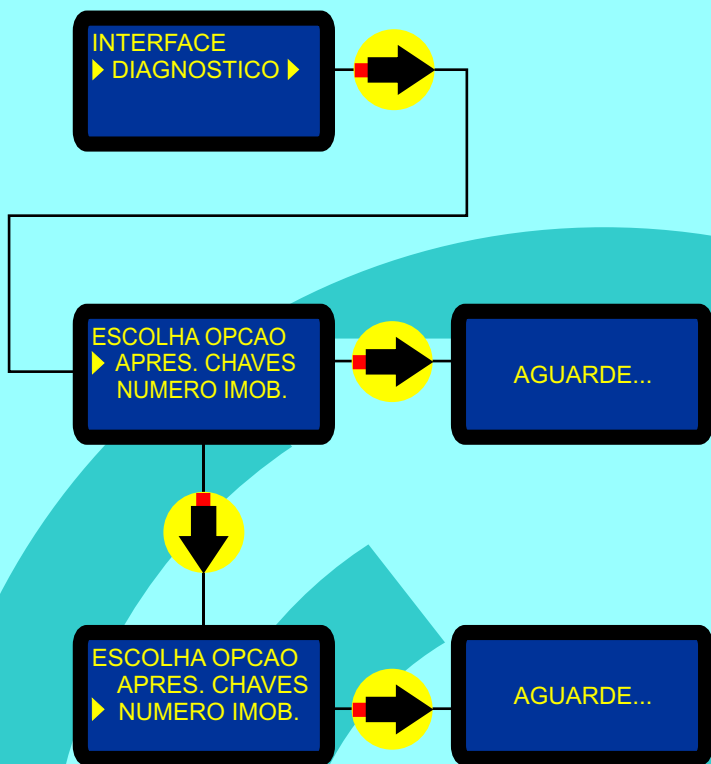 INTERFACE
DIAGNOSTICO
ESCOLHA OPCAO
APRES. CHAVES
NUMERO IMOB.
AGUARDE...
ESCOLHA OPCAO
APRES. CHAVES
NUMERO IMOB.
AGUARDE...